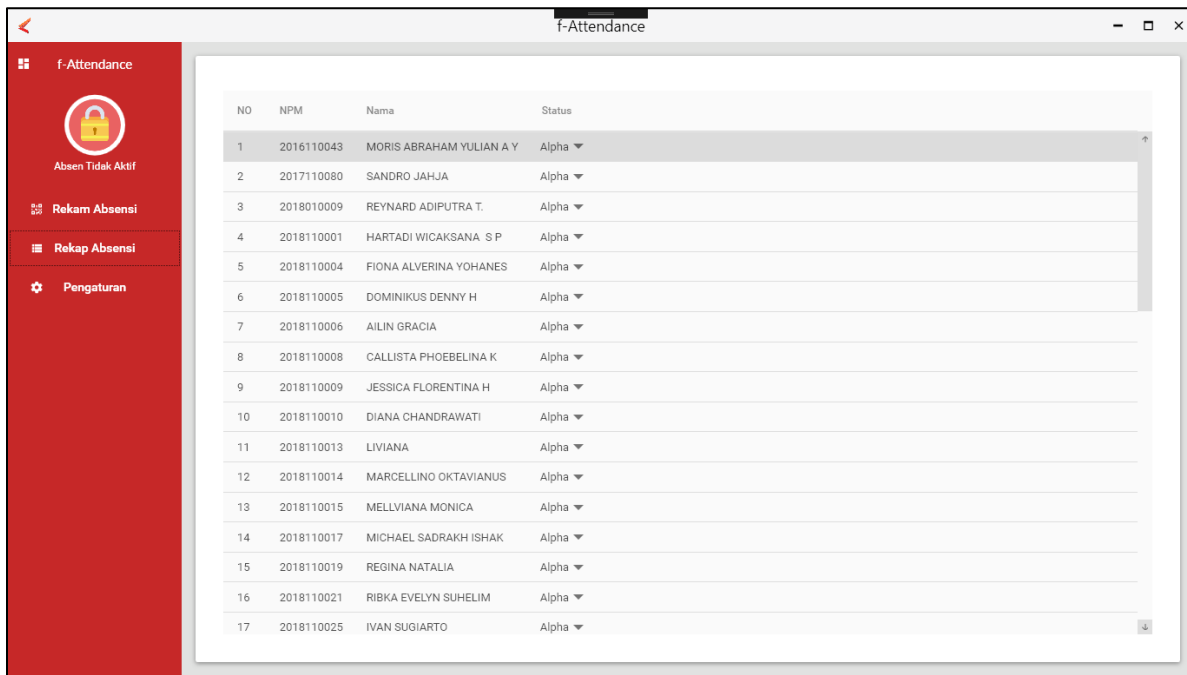 f-Attendance
f-Attendance
Absen Tidak Aktif
Rekam Absensi
Rekap Absensi
Pengaturan
NO NPM Nama Status
1 2016110043 MORIS ABRAHAM YULIAN A Y Alpha
2 2017110080 SANDRO JAHJA Alpha
3 2018010009 REYNARD ADIPUTRA T. Alpha
4 2018110001 HARTADI WICAKSANA  S P Alpha
5 2018110004 FIONA ALVERINA YOHANES Alpha
6 2018110005 DOMINIKUS DENNY H Alpha
7 2018110006 AILIN GRACIA Alpha
8 2018110008 CALLISTA PHOEBELINA K Alpha
9 2018110009 JESSICA FLORENTINA H Alpha
10 2018110010 DIANA CHANDRAWATI Alpha
11 2018110013 LIVIANA Alpha
12 2018110014 MARCELLINO OKTAVIANUS Alpha
13 2018110015 MELLVIANA MONICA Alpha
14 2018110017 MICHAEL SADRAKH ISHAK Alpha
15 2018110019 REGINA NATALIA Alpha
16 2018110021 RIBKA EVELYN SUHELIM Alpha
17 2018110025 IVAN SUGIARTO Alpha